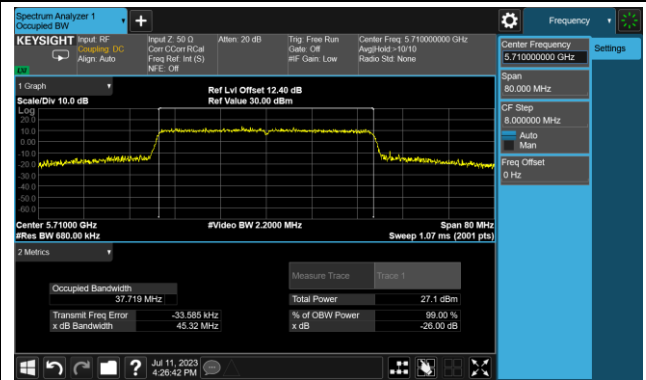 Spectrum Analyzer 1
Occupied BW
Frequency
KEYSIGHT
Input: RF
Coupling: DC
Align: Auto
Input Z: 50 Ω
Corr CCorr RCal
Freq Ref: Int (S)
NFE: Off
Atten: 20 dB
Trig: Free Run
Gate: Off
#IF Gain: Low
Center Freq: 5.710000000 GHz
Avg|Hold:>10/10
Radio Std: None
Center Frequency
5.710000000 GHz
Settings
Span
80.000 MHz
CF Step
8.000000 MHz
Auto
Man
Freq Offset
0 Hz
1 Graph
Scale/Div 10.0 dB
Ref Lvl Offset 12.40 dB
Ref Value 30.00 dBm
Log
20.0
10.0
0.00
-10.0
-20.0
-30.0
-40.0
-50.0
-60.0
Center 5.71000 GHz
#Video BW 2.2000 MHz
Span 80 MHz
#Res BW 680.00 kHz
Sweep 1.07 ms (2001 pts)
2 Metrics
Measure Trace
Trace 1
Occupied Bandwidth
37.719 MHz
Total Power
27.1 dBm
Transmit Freq Error
-33.585 kHz
% of OBW Power
99.00 %
x dB Bandwidth
45.32 MHz
x dB
-26.00 dB
Jul 11, 2023
4:26:42 PM